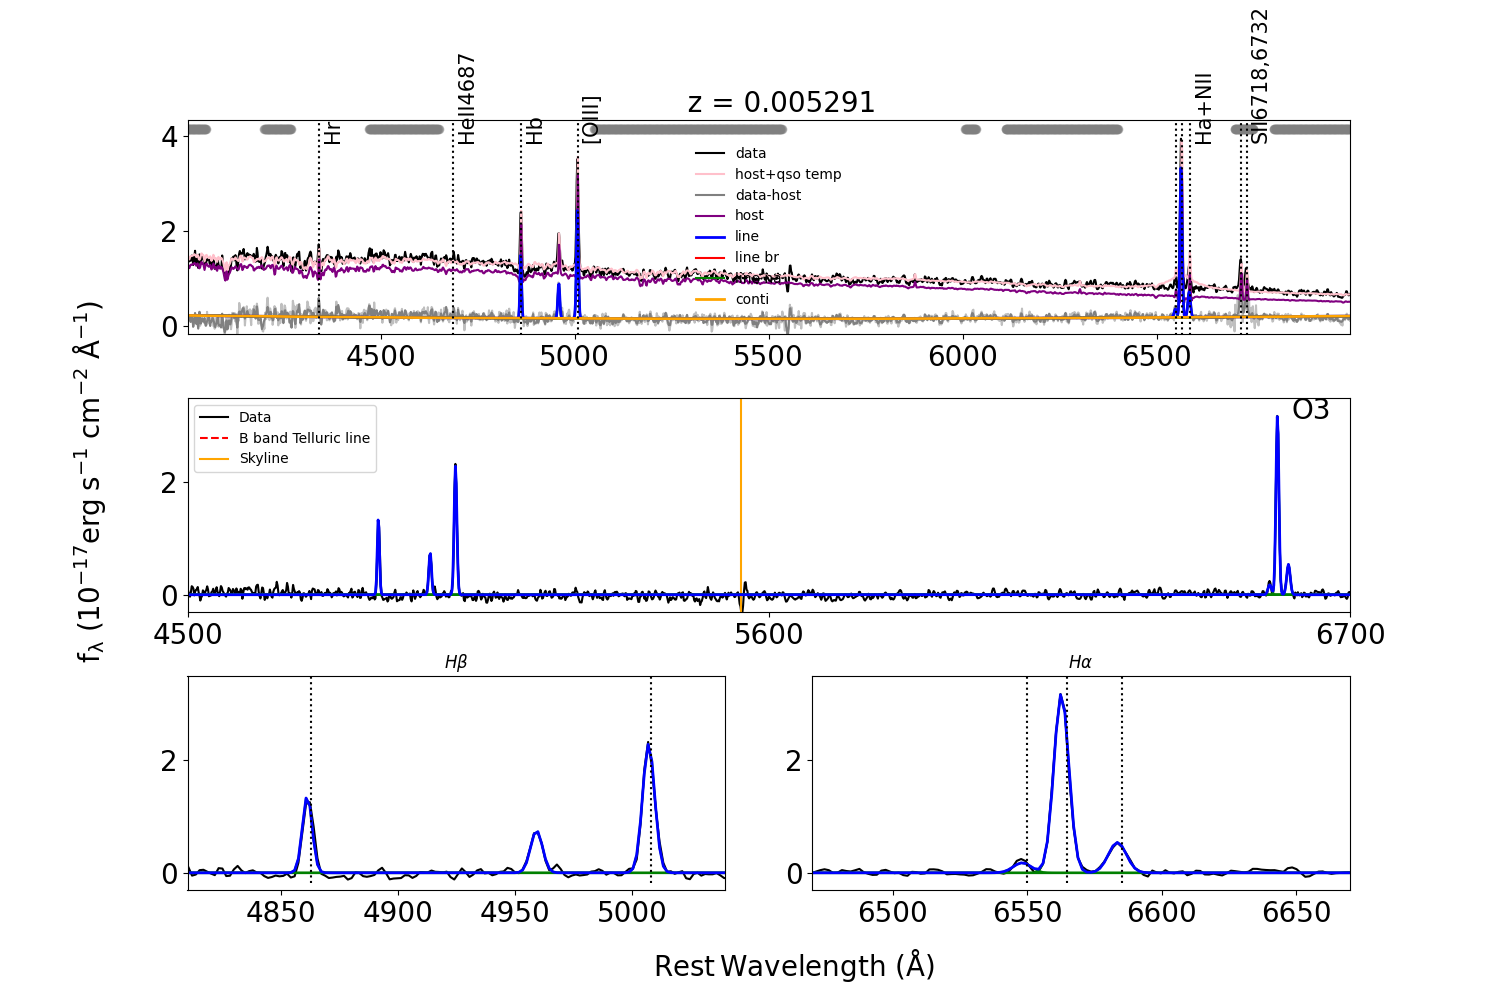 z = 0.005291
Hr
HeII4687
Hb
[OIII]
Ha+NII
SII6718,6732
data
host+qso temp
data-host
host
line
line br
conti
4
2
0
4500 5000 5500 6000 6500
fλ (10−17erg s−1 cm−2 Å−1)
Data
B band Telluric line
Skyline
O3
2
0
4500 5600 6700
Hβ
2
0
4850 4900 4950 5000
Hα
2
0
6500 6550 6600 6650
Rest Wavelength (Å)